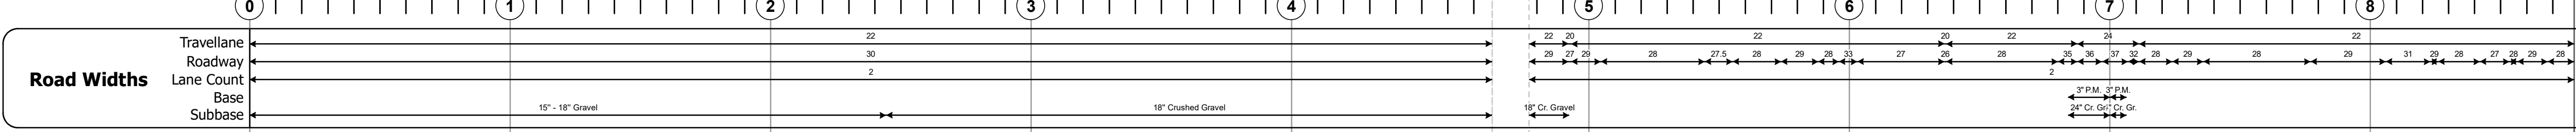 0 1 2 3 4 5 6 7 8
Road Widths
Travellane 22 22 20 22 20 22 24 22
Roadway 30 29 27 29 28 27.5 28 29 28 33 27 26 28 35 36 37 32 28 29 28 29 31 29 28 27 28 29 28
Lane Count 2 2
Base 3" P.M. 3" P.M.
Subbase 15" - 18" Gravel 18" Crushed Gravel 18" Cr. Gravel 24" Cr. Gr. Cr. Gr.